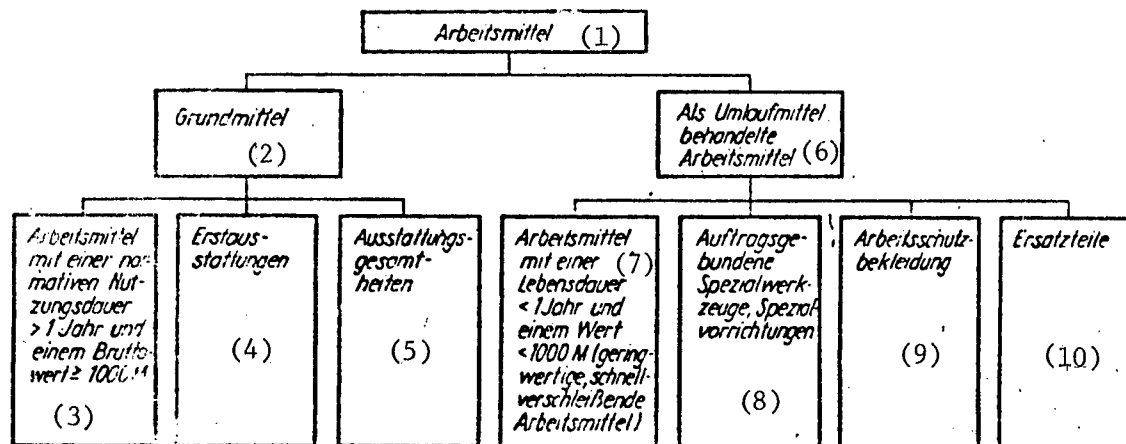 Arbeitsmittel (1)
Grundmittel
(2)
Als Umlaufmittel
behandelte
Arbeitsmittel (6)
Arbeitsmittel
mit einer nor-
mativen Nut-
zungsdauer
> 1 Jahr und
einem Brutto-
wert ≥ 1000 M
(3)
Erstaus-
stattungen
(4)
Ausstattungs-
gesamt-
heiten
(5)
Arbeitsmittel
mit einer (7)
Lebensdauer
< 1 Jahr und
einem Wert
< 1000 M (gering-
wertige, schnell-
verschleißende
Arbeitsmittel)
Auftragsge-
bundene
Spezialwerk-
zeuge, Spezial-
vorrichtungen
(8)
Arbeitsschutz-
bekleidung
(9)
Ersatzteile
(10)